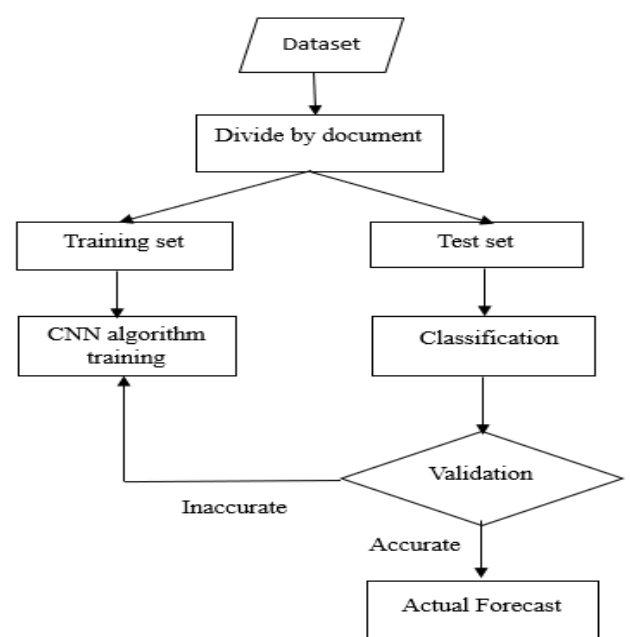 Dataset
Divide by document
Training set
Test set
CNN algorithm
training
Classification
Validation
Inaccurate
Accurate
Actual Forecast